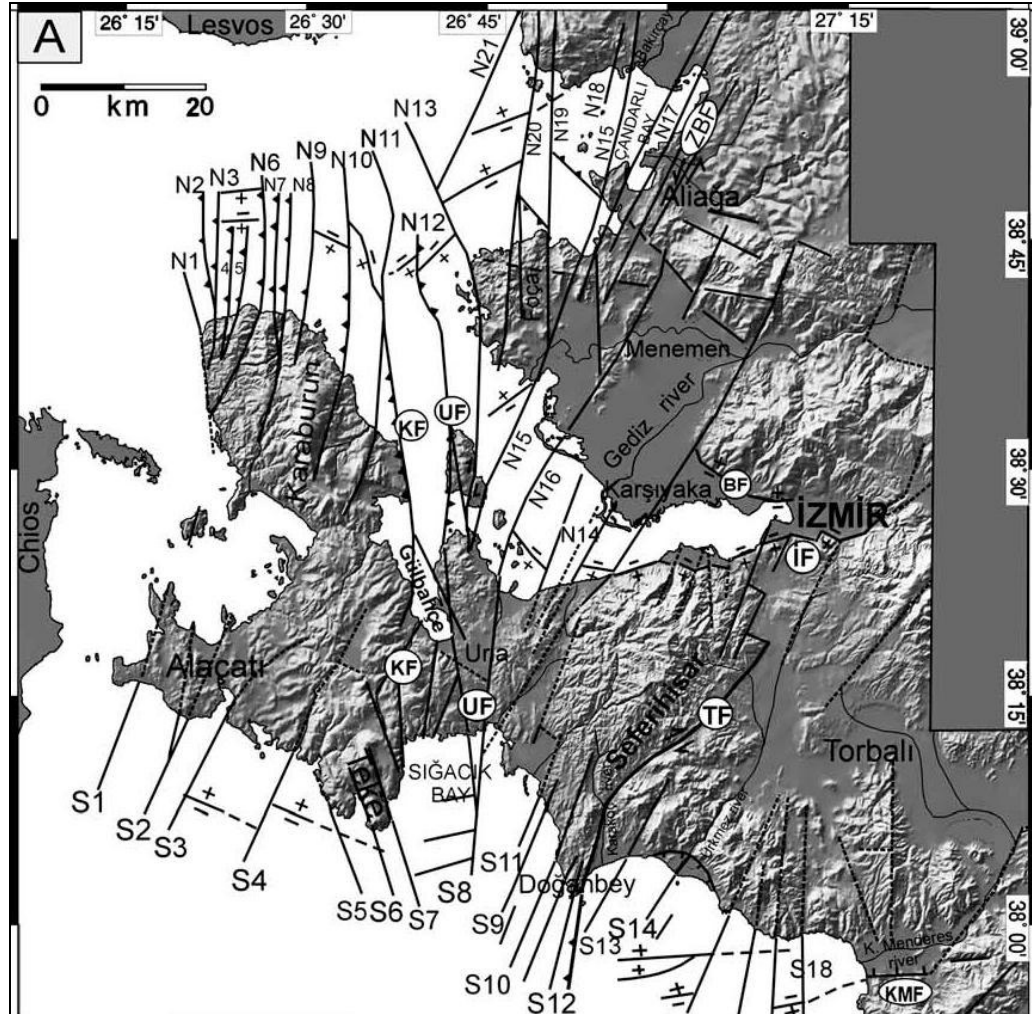 A
26° 15'
26° 30'
26° 45'
27° 15'
Lesvos
39° 00'
0 km 20
N21
N13
N11
N10
N9
N6
N3
N2
N7
N8
N1
4
5
N12
N20
N19
N18
N15
ÇANDARLI
BAY
N17
ZBF
Bakırçay
Aliağa
38° 45'
Foça
Menemen
Gediz river
Karaburun
KF
UF
N15
N16
N14
BF
Karşıyaka
38° 30'
İZMİR
İF
Chios
Gülbahçe
Alaçatı
KF
Urla
UF
Seferihisar
TF
38° 15'
Torbalı
SIĞACIK
BAY
Teke
S1
S2
S3
S4
S5
S6
S7
S8
S11
S9
S10
S12
Doğanbey
S13
S14
S18
38° 00'
K. Menderes
river
KMF